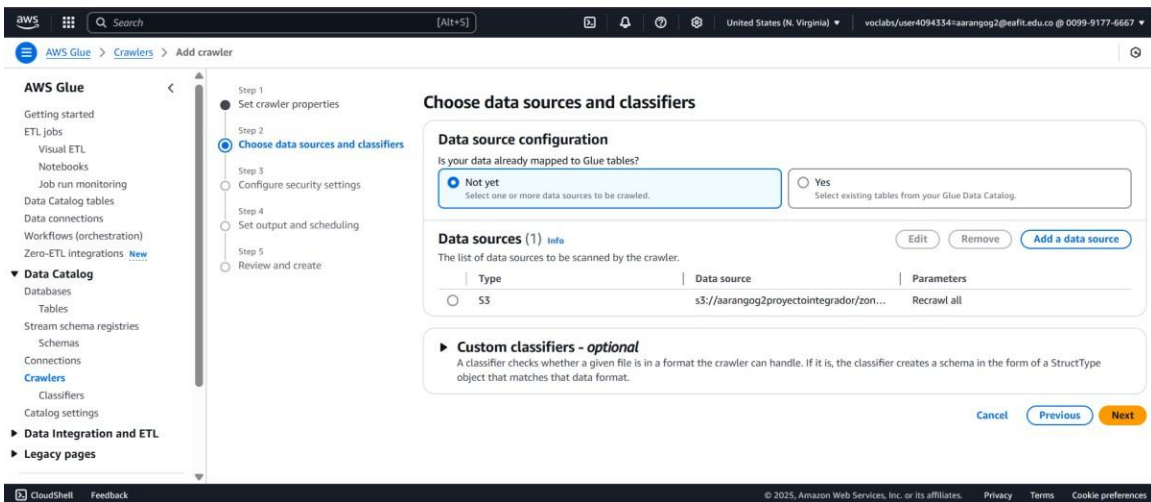 aws
Search
[Alt+S]
United States (N. Virginia) ▼
voclabs/user4094334=aarangog2@eafit.edu.co @ 0099-9177-6667 ▼
AWS Glue > Crawlers > Add crawler
AWS Glue
Getting started
ETL jobs
Visual ETL
Notebooks
Job run monitoring
Data Catalog tables
Data connections
Workflows (orchestration)
Zero-ETL integrations New
▼ Data Catalog
Databases
Tables
Stream schema registries
Schemas
Connections
Crawlers
Classifiers
Catalog settings
▶ Data Integration and ETL
▶ Legacy pages
Step 1
Set crawler properties
Step 2
Choose data sources and classifiers
Step 3
Configure security settings
Step 4
Set output and scheduling
Step 5
Review and create
Choose data sources and classifiers
Data source configuration
Is your data already mapped to Glue tables?
Not yet
Select one or more data sources to be crawled.
Yes
Select existing tables from your Glue Data Catalog.
Data sources (1) Info
Edit
Remove
Add a data source
The list of data sources to be scanned by the crawler.
Type
Data source
Parameters
S3
s3://aarangog2proyectointegrador/zon...
Recrawl all
▶ Custom classifiers - optional
A classifier checks whether a given file is in a format the crawler can handle. If it is, the classifier creates a schema in the form of a StructType
object that matches that data format.
Cancel
Previous
Next
CloudShell
Feedback
© 2025, Amazon Web Services, Inc. or its affiliates.
Privacy
Terms
Cookie preferences